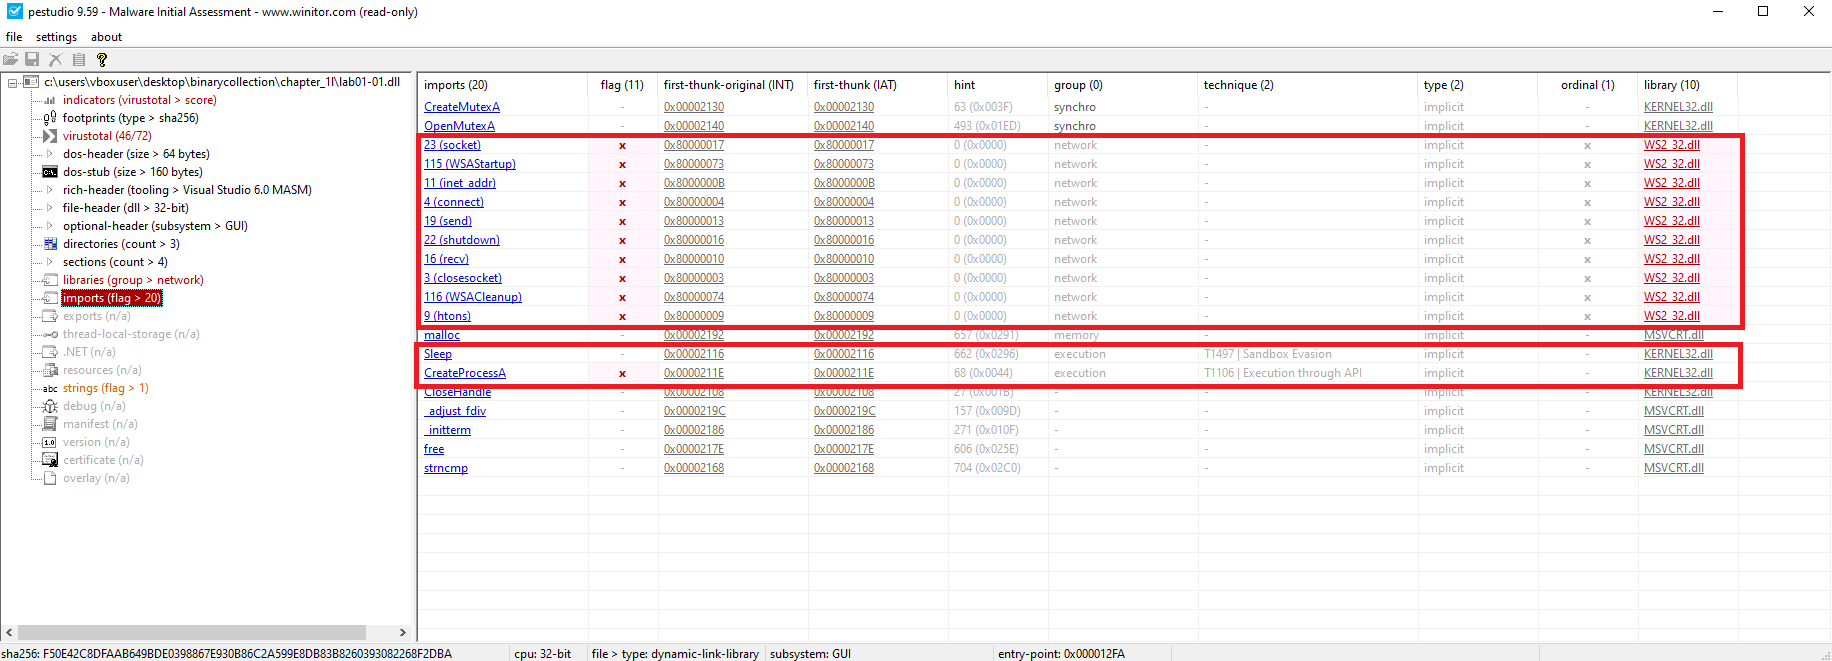 pestudio 9.59 - Malware Initial Assessment - www.winitor.com (read-only)
file settings about
c:\users\vboxuser\desktop\binarycollection\chapter_1l\lab01-01.dll
indicators (virustotal > score)
footprints (type > sha256)
virustotal (46/72)
dos-header (size > 64 bytes)
dos-stub (size > 160 bytes)
rich-header (tooling > Visual Studio 6.0 MASM)
file-header (dll > 32-bit)
optional-header (subsystem > GUI)
directories (count > 3)
sections (count > 4)
libraries (group > network)
imports (flag > 20)
exports (n/a)
thread-local-storage (n/a)
.NET (n/a)
resources (n/a)
abc strings (flag > 1)
debug (n/a)
manifest (n/a)
1.0 version (n/a)
certificate (n/a)
overlay (n/a)
imports (20) flag (11) first-thunk-original (INT) first-thunk (IAT) hint group (0) technique (2) type (2) ordinal (1) library (10)
CreateMutexA - 0x00002130 0x00002130 63 (0x003F) synchro - implicit - KERNEL32.dll
OpenMutexA - 0x00002140 0x00002140 493 (0x01ED) synchro - implicit - KERNEL32.dll
23 (socket) x 0x80000017 0x80000017 0 (0x0000) network - implicit x WS2_32.dll
115 (WSAStartup) x 0x80000073 0x80000073 0 (0x0000) network - implicit x WS2_32.dll
11 (inet_addr) x 0x8000000B 0x8000000B 0 (0x0000) network - implicit x WS2_32.dll
4 (connect) x 0x80000004 0x80000004 0 (0x0000) network - implicit x WS2_32.dll
19 (send) x 0x80000013 0x80000013 0 (0x0000) network - implicit x WS2_32.dll
22 (shutdown) x 0x80000016 0x80000016 0 (0x0000) network - implicit x WS2_32.dll
16 (recv) x 0x80000010 0x80000010 0 (0x0000) network - implicit x WS2_32.dll
3 (closesocket) x 0x80000003 0x80000003 0 (0x0000) network - implicit x WS2_32.dll
116 (WSACleanup) x 0x80000074 0x80000074 0 (0x0000) network - implicit x WS2_32.dll
9 (htons) x 0x80000009 0x80000009 0 (0x0000) network - implicit x WS2_32.dll
malloc - 0x00002192 0x00002192 657 (0x0291) memory - implicit - MSVCRT.dll
Sleep - 0x00002116 0x00002116 662 (0x0296) execution T1497 | Sandbox Evasion implicit - KERNEL32.dll
CreateProcessA x 0x0000211E 0x0000211E 68 (0x0044) execution T1106 | Execution through API implicit - KERNEL32.dll
CloseHandle - 0x00002108 0x00002108 27 (0x001B) - - implicit - KERNEL32.dll
_adjust_fdiv - 0x0000219C 0x0000219C 157 (0x009D) - - implicit - MSVCRT.dll
_initterm - 0x00002186 0x00002186 271 (0x010F) - - implicit - MSVCRT.dll
free - 0x0000217E 0x0000217E 606 (0x025E) - - implicit - MSVCRT.dll
strncmp - 0x00002168 0x00002168 704 (0x02C0) - - implicit - MSVCRT.dll
sha256: F50E42C8DFAAB649BDE0398867E930B86C2A599E8DB83B8260393082268F2DBA cpu: 32-bit file > type: dynamic-link-library subsystem: GUI entry-point: 0x000012FA